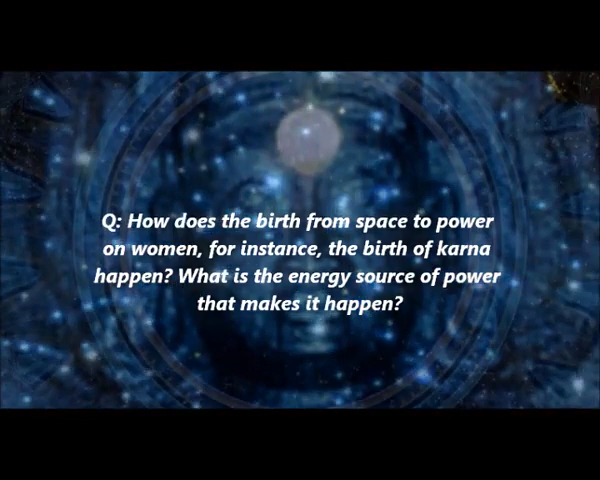 Q: How does the birth from space to power
on women, for instance, the birth of karna
happen? What is the energy source of power
that makes it happen?